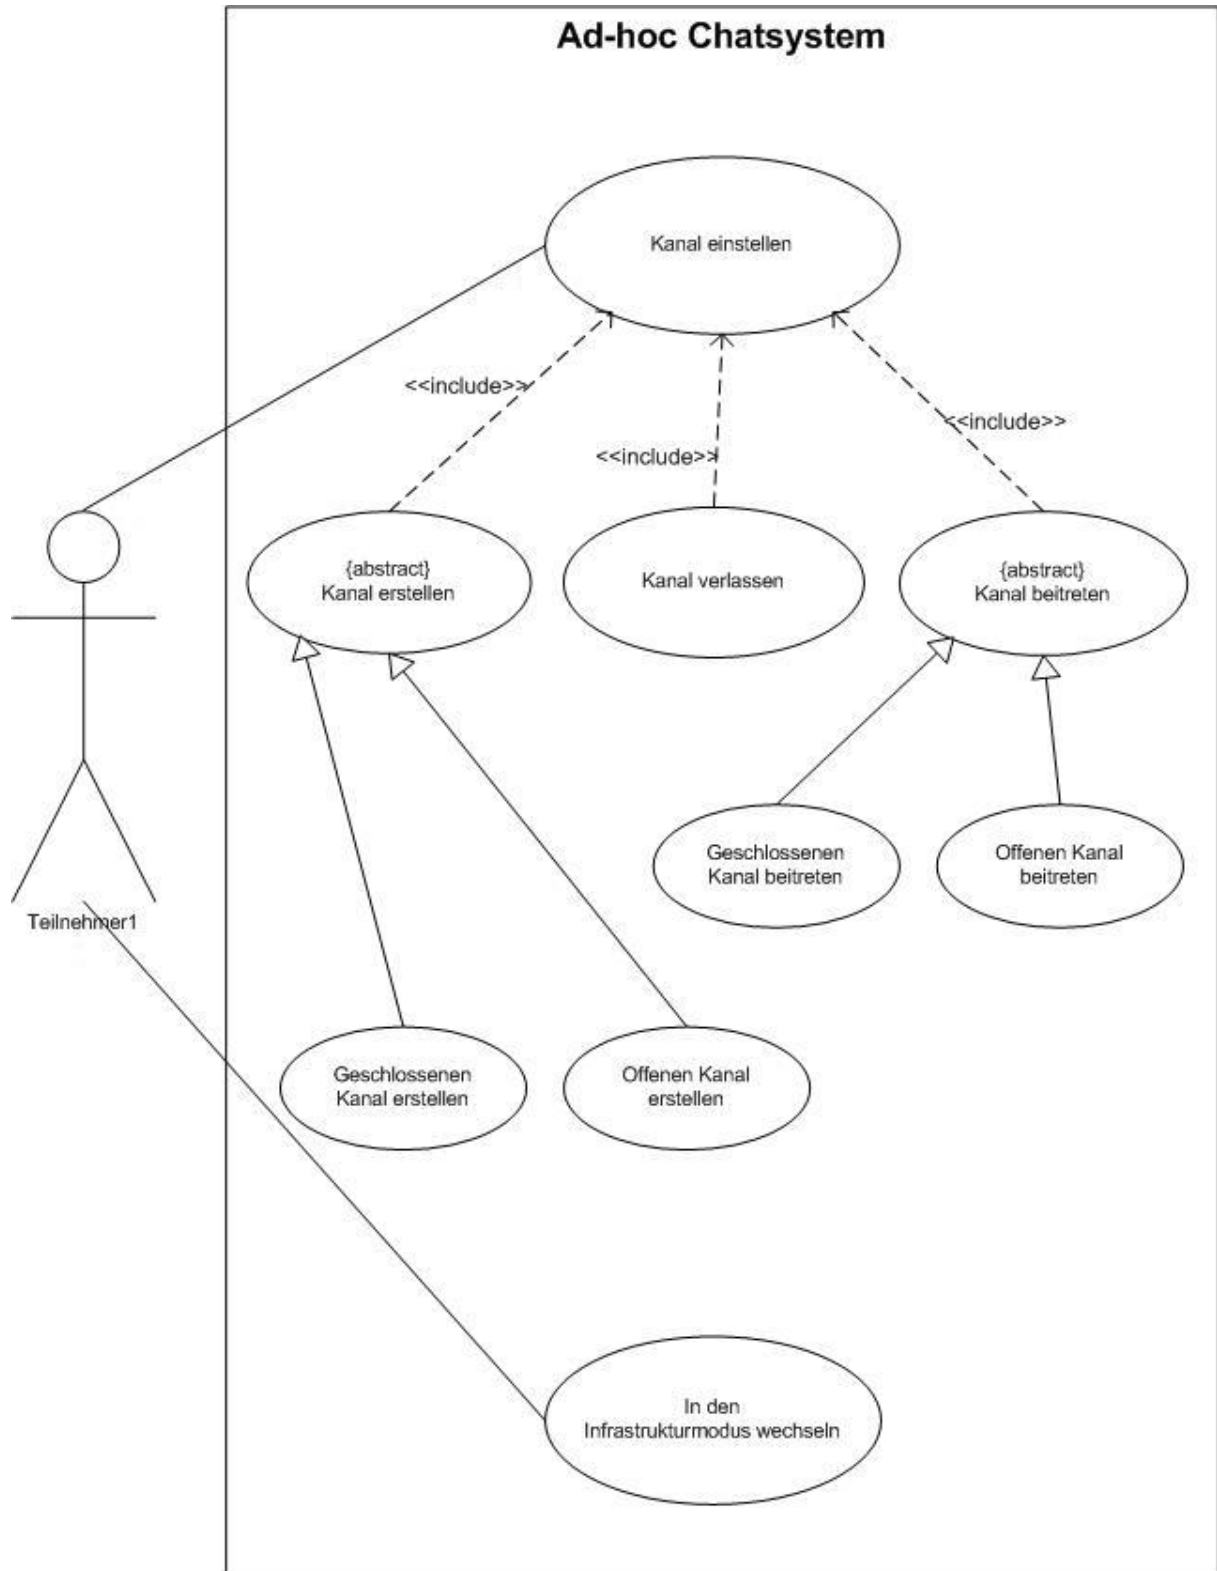 Ad-hoc Chatsystem
Kanal einstellen
<<include>>
<<include>>
<<include>>
{abstract}
Kanal erstellen
Kanal verlassen
{abstract}
Kanal beitreten
Geschlossenen
Kanal beitreten
Offenen Kanal
beitreten
Teilnehmer1
Geschlossenen
Kanal erstellen
Offenen Kanal
erstellen
In den
Infrastrukturmodus wechseln